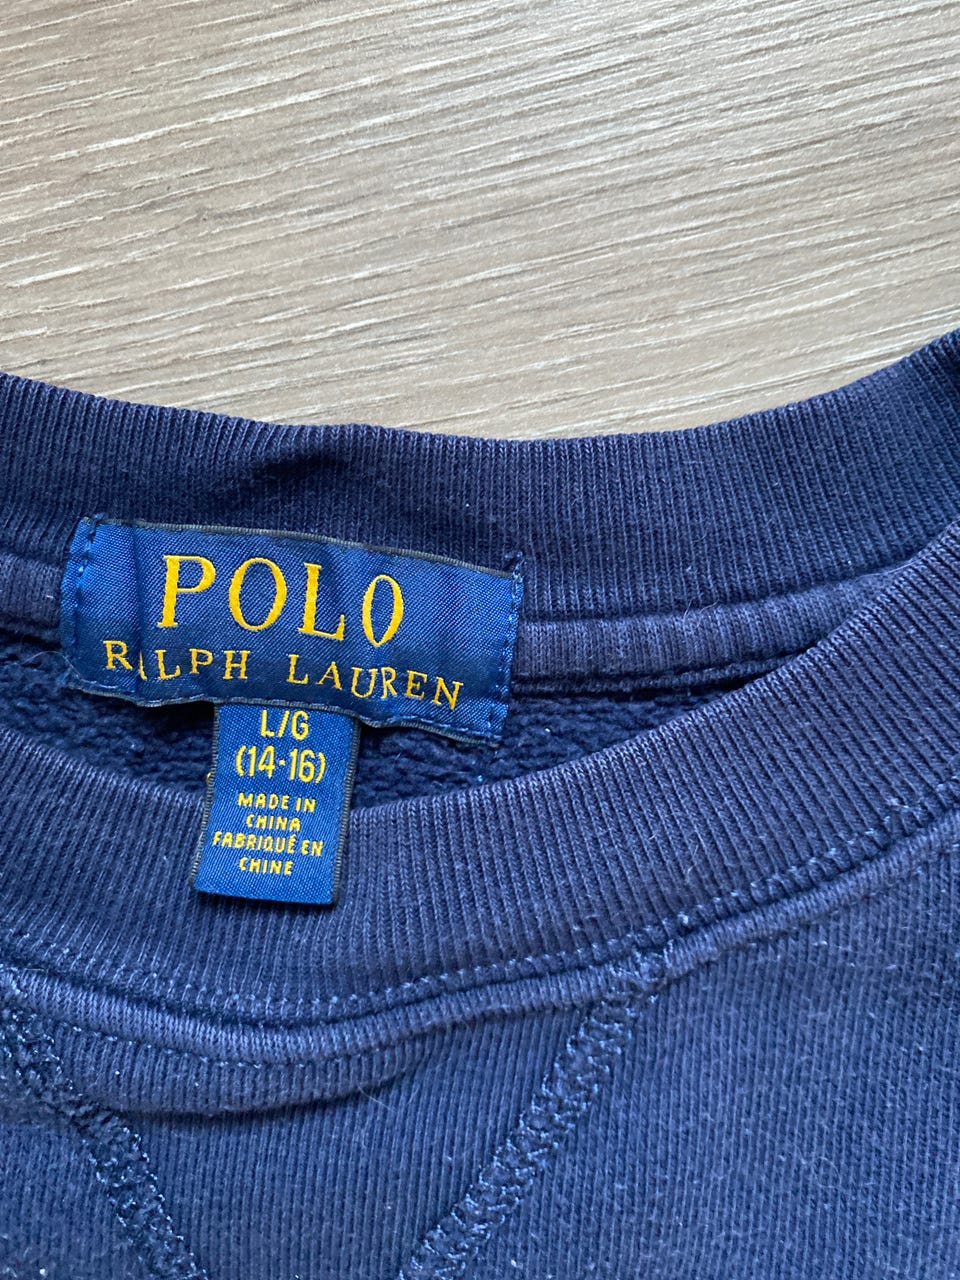 POLO
RALPH LAUREN
L/G
(14-16)
MADE IN
CHINA
FABRIQUÉ EN
CHINE